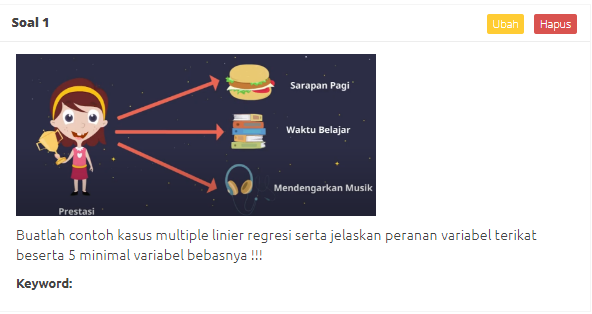 Soal 1
Ubah
Hapus
Sarapan Pagi
Waktu Belajar
Mendengarkan Musik
Prestasi
Buatlah contoh kasus multiple linier regresi serta jelaskan peranan variabel terikat
beserta 5 minimal variabel bebasnya !!!
Keyword: